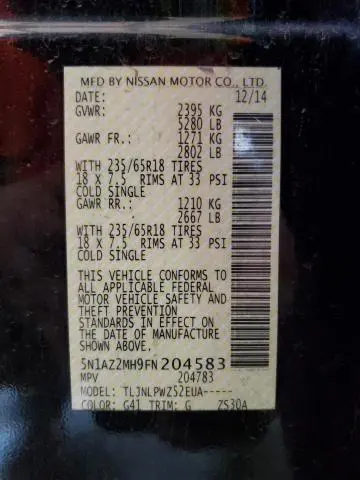 MFD BY NISSAN MOTOR CO., LTD
DATE: 12/14
GVWR: 2395 KG
5280 LB
GAWR FR.: 1271 KG
2802 LB
WITH 235/65R18 TIRES
18 X 7.5 RIMS AT 33 PSI
COLD SINGLE
GAWR RR.: 1210 KG
2667 LB
WITH 235/65R18 TIRES
18 X 7.5 RIMS AT 33 PSI
COLD SINGLE
THIS VEHICLE CONFORMS TO
ALL APPLICABLE FEDERAL
MOTOR VEHICLE SAFETY AND
THEFT PREVENTION
STANDARDS IN EFFECT ON
THE DATE OF MANUFACTURE
SHOWN ABOVE.
5N1AZ2MH9FN204583
MPV 204783
MODEL: TLJNLPWZ52EUA-----
COLOR: G41 TRIM: G ZS30A